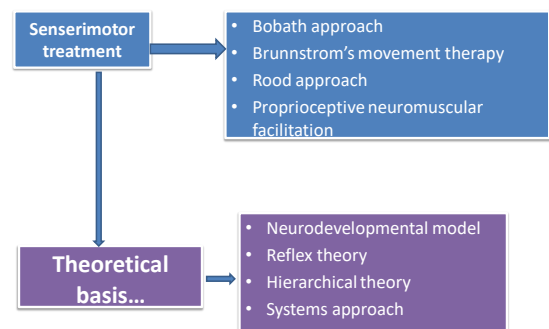 Senserimotor
treatment
• Bobath approach
• Brunnstrom's movement therapy
• Rood approach
• Proprioceptive neuromuscular
facilitation
Theoretical
basis...
• Neurodevelopmental model
• Reflex theory
• Hierarchical theory
• Systems approach